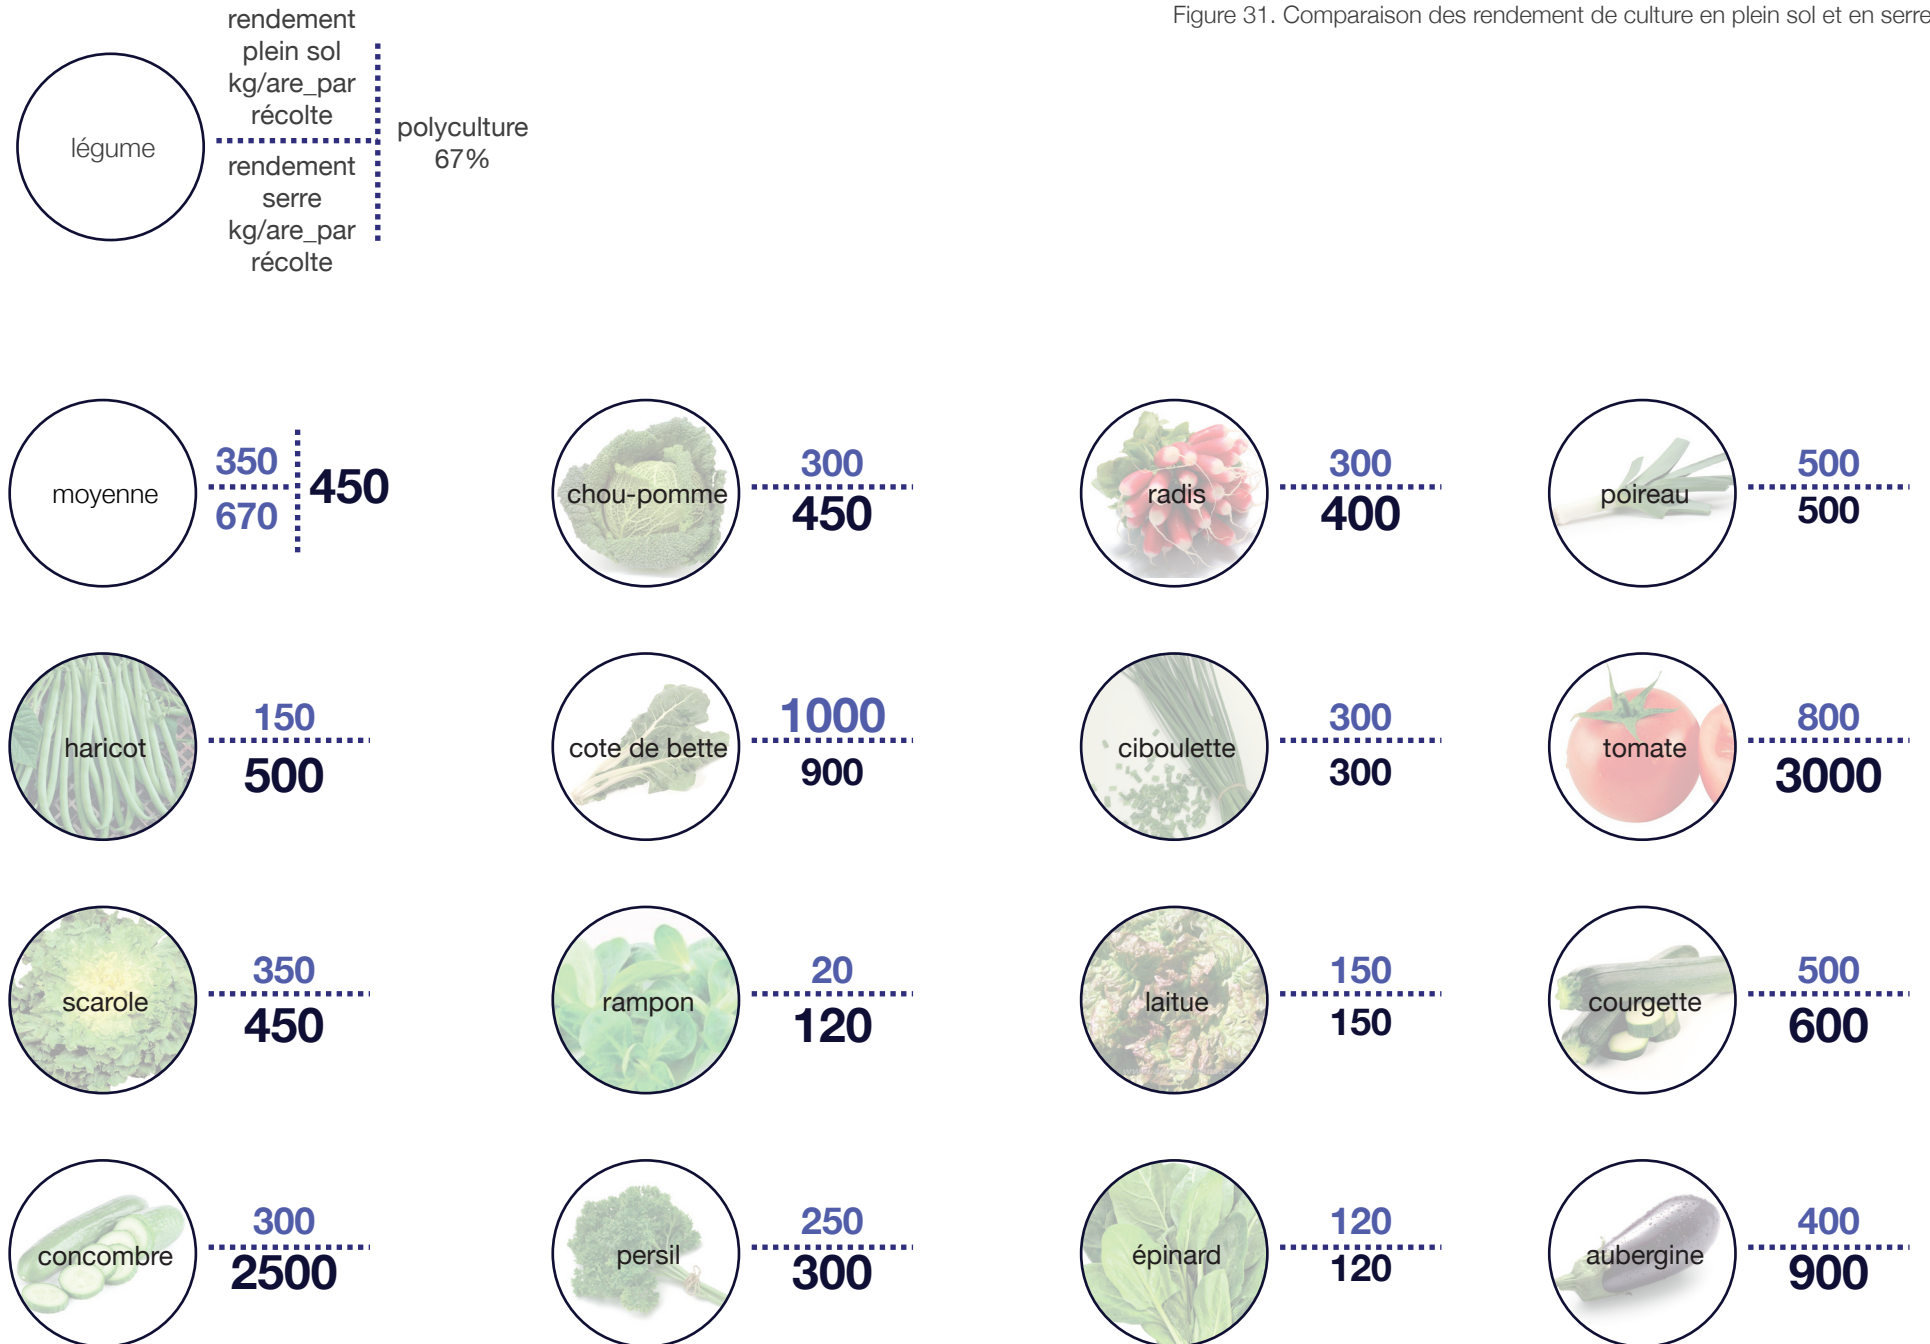 Figure 31. Comparaison des rendement de culture en plein sol et en serre
légume
rendement
plein sol
kg/are_par
récolte
rendement
serre
kg/are_par
récolte
polyculture
67%
moyenne
350
670
450
chou-pomme
300
450
radis
300
400
poireau
500
500
haricot
150
500
cote de bette
1000
900
ciboulette
300
300
tomate
800
3000
scarole
350
450
rampon
20
120
laitue
150
150
courgette
500
600
concombre
300
2500
persil
250
300
épinard
120
120
aubergine
400
900